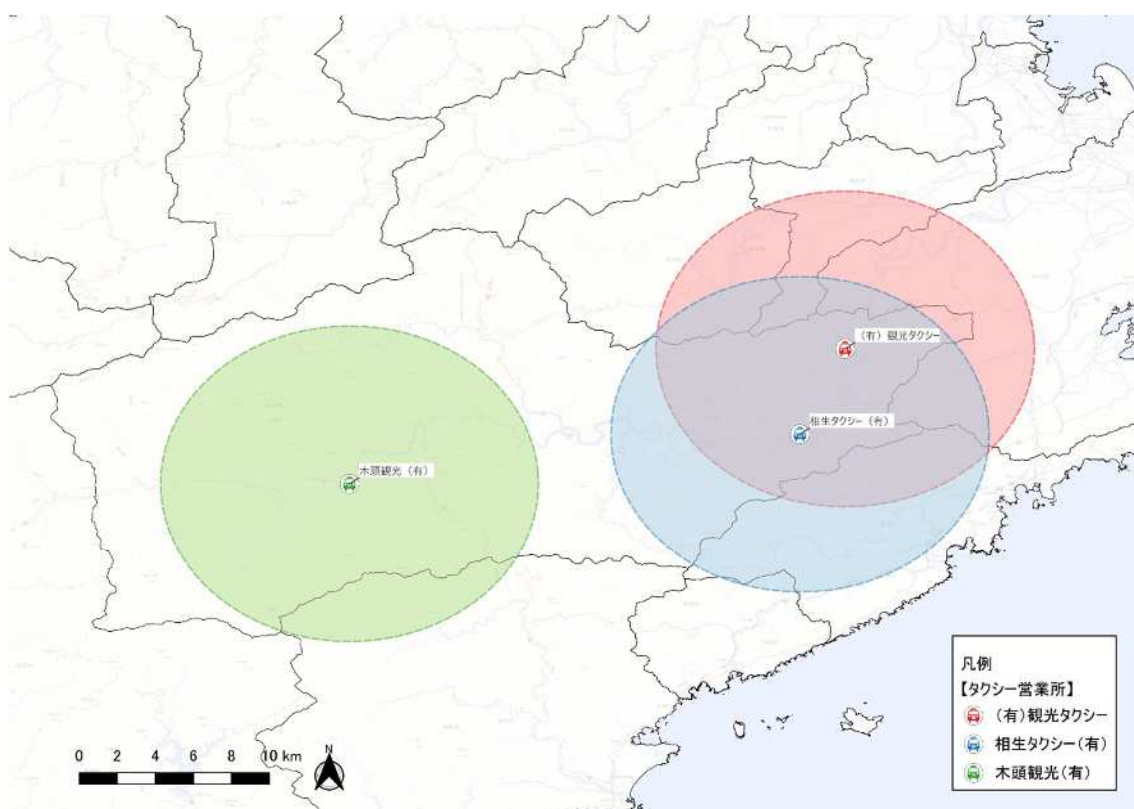 （有）観光タクシー
相生タクシー（有）
木頭観光（有）
0 2 4 6 8 10 km
N
凡例
【タクシー営業所】
(有)観光タクシー
相生タクシー(有)
木頭観光(有)